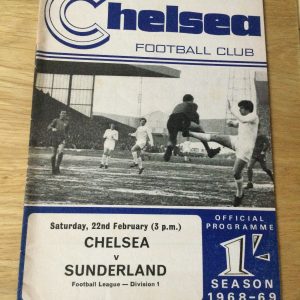 Chelsea
FOOTBALL CLUB
Saturday, 22nd February (3 p.m.)
CHELSEA
v
SUNDERLAND
Football League — Division 1
OFFICIAL
PROGRAMME
1/-
SEASON
1968-69